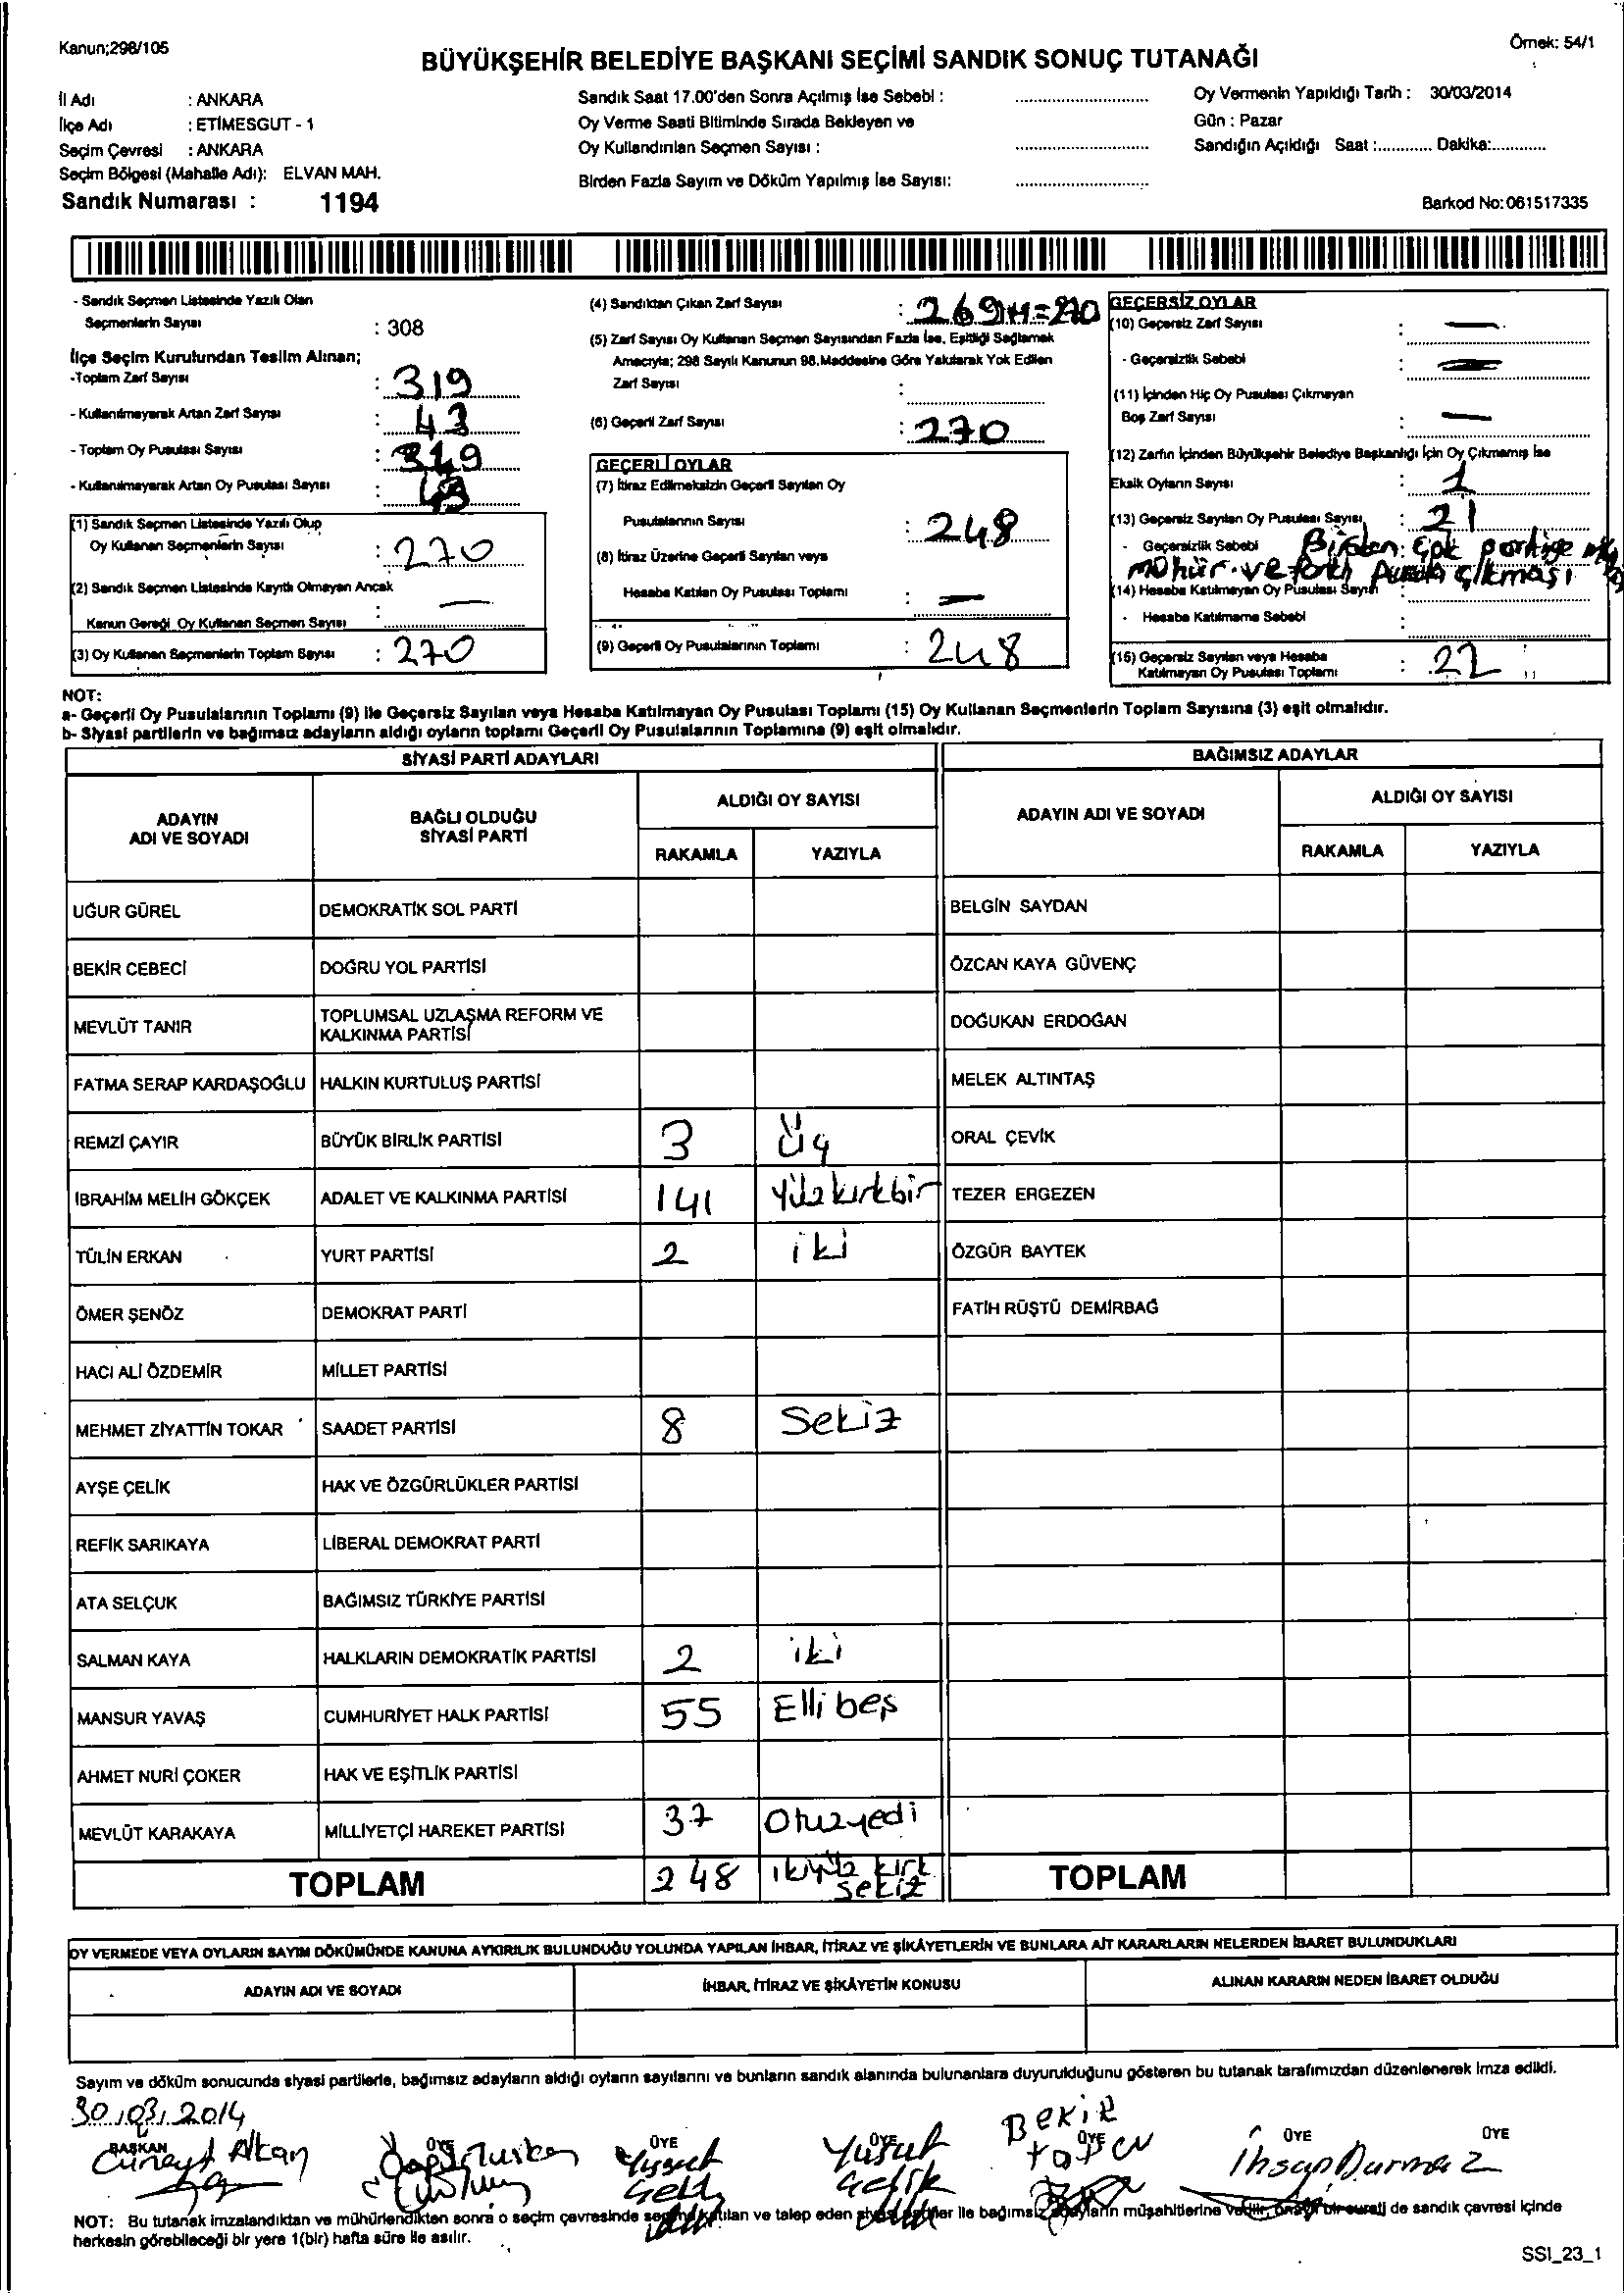 Kanun;298/105
Örnek: 54/1
BÜYÜKŞEHİR BELEDİYE BAŞKANI SEÇİMİ SANDIK SONUÇ TUTANAĞI
İl Adı : ANKARA
İlçe Adı : ETİMESGUT - 1
Seçim Çevresi : ANKARA
Seçim Bölgesi (Mahalle Adı): ELVAN MAH.
Sandık Numarası : 1194
Sandık Saat 17.00'den Sonra Açılmış İse Sebebi :
Oy Verme Saati Bitiminde Sırada Bekleyen ve
Oy Kullandırılan Seçmen Sayısı :
Birden Fazla Sayım ve Döküm Yapılmış İse Sayısı:
Oy Vermenin Yapıldığı Tarih : 30/03/2014
Gün : Pazar
Sandığın Açıldığı Saat :............ Dakika:............
Barkod No:061517335
- Sandık Seçmen Listesinde Yazılı Olan
Seçmenlerin Sayısı : 308
İlçe Seçim Kurulundan Teslim Alınan;
-Toplam Zarf Sayısı : 319
- Kullanılmayarak Artan Zarf Sayısı : 43
- Toplam Oy Pusulası Sayısı : 319
- Kullanılmayarak Artan Oy Pusulası Sayısı :
(1) Sandık Seçmen Listesinde Yazılı Olup
Oy Kullanan Seçmenlerin Sayısı : 270
(2) Sandık Seçmen Listesinde Kayıtlı Olmayan Ancak
Kanun Gereği Oy Kullanan Seçmen Sayısı : —
(3) Oy Kullanan Seçmenlerin Toplam Sayısı : 270
(4) Sandıktan Çıkan Zarf Sayısı : 269+1=270
(5) Zarf Sayısı Oy Kullanan Seçmen Sayısından Fazla İse, Eşitliği Sağlamak
Amacıyla; 298 Sayılı Kanunun 98.Maddesine Göre Yakılarak Yok Edilen
Zarf Sayısı :
(6) Geçerli Zarf Sayısı : 270
GEÇERLİ OYLAR
(7) İtiraz Edilmeksizin Geçerli Sayılan Oy
Pusulalarının Sayısı : 248
(8) İtiraz Üzerine Geçerli Sayılan veya
Hesaba Katılan Oy Pusulası Toplamı : —
(9) Geçerli Oy Pusulalarının Toplamı : 248
GEÇERSİZ OYLAR
(10) Geçersiz Zarf Sayısı : —
- Geçersizlik Sebebi : —
(11) İçinden Hiç Oy Pusulası Çıkmayan
Boş Zarf Sayısı : —
(12) Zarfın İçinden Büyükşehir Belediye Başkanlığı İçin Oy Çıkmamış İse
Eksik Oyların Sayısı : 1
(13) Geçersiz Sayılan Oy Pusulası Sayısı : 21
- Geçersizlik Sebebi Birden çok partiye
mühür ve farklı çıkması
(14) Hesaba Katılmayan Oy Pusulası Sayısı
- Hesaba Katılmama Sebebi :
(15) Geçersiz Sayılan veya Hesaba
Katılmayan Oy Pusulası Toplamı : 22
NOT:
a- Geçerli Oy Pusulalarının Toplamı (9) ile Geçersiz Sayılan veya Hesaba Katılmayan Oy Pusulası Toplamı (15) Oy Kullanan Seçmenlerin Toplam Sayısına (3) eşit olmalıdır.
b- Siyasi partilerin ve bağımsız adayların aldığı oyların toplamı Geçerli Oy Pusulalarının Toplamına (9) eşit olmalıdır.
SİYASİ PARTİ ADAYLARI BAĞIMSIZ ADAYLAR
ADAYIN ADI VE SOYADI BAĞLI OLDUĞU SİYASİ PARTİ ALDIĞI OY SAYISI ADAYIN ADI VE SOYADI ALDIĞI OY SAYISI
RAKAMLA YAZIYLA RAKAMLA YAZIYLA
UĞUR GÜREL DEMOKRATİK SOL PARTİ BELGİN SAYDAN
BEKİR CEBECİ DOĞRU YOL PARTİSİ ÖZCAN KAYA GÜVENÇ
MEVLÜT TANIR TOPLUMSAL UZLAŞMA REFORM VE KALKINMA PARTİSİ DOĞUKAN ERDOĞAN
FATMA SERAP KARDAŞOĞLU HALKIN KURTULUŞ PARTİSİ MELEK ALTINTAŞ
REMZİ ÇAYIR BÜYÜK BİRLİK PARTİSİ 3 Üç ORAL ÇEVİK
İBRAHİM MELİH GÖKÇEK ADALET VE KALKINMA PARTİSİ 141 Yüzkırkbir TEZER ERGEZEN
TÜLİN ERKAN YURT PARTİSİ 2 iki ÖZGÜR BAYTEK
ÖMER ŞENÖZ DEMOKRAT PARTİ FATİH RÜŞTÜ DEMİRBAĞ
HACI ALİ ÖZDEMİR MİLLET PARTİSİ
MEHMET ZİYATTİN TOKAR SAADET PARTİSİ 8 Sekiz
AYŞE ÇELİK HAK VE ÖZGÜRLÜKLER PARTİSİ
REFİK SARIKAYA LİBERAL DEMOKRAT PARTİ
ATA SELÇUK BAĞIMSIZ TÜRKİYE PARTİSİ
SALMAN KAYA HALKLARIN DEMOKRATİK PARTİSİ 2 iki
MANSUR YAVAŞ CUMHURİYET HALK PARTİSİ 55 Elli beş
AHMET NURİ ÇOKER HAK VE EŞİTLİK PARTİSİ
MEVLÜT KARAKAYA MİLLİYETÇİ HAREKET PARTİSİ 37 Otuzyedi
TOPLAM 248 ikiyüz kırk sekiz TOPLAM
OY VERMEDE VEYA OYLARIN SAYIM DÖKÜMÜNDE KANUNA AYKIRILIK BULUNDUĞU YOLUNDA YAPILAN İHBAR, İTİRAZ VE ŞİKÂYETLERİN VE BUNLARA AİT KARARLARIN NELERDEN İBARET BULUNDUKLARI
ADAYIN ADI VE SOYADI İHBAR, İTİRAZ VE ŞİKÂYETİN KONUSU ALINAN KARARIN NEDEN İBARET OLDUĞU
Sayım ve döküm sonucunda siyasi partilerle, bağımsız adayların aldığı oyların sayılarını ve bunların sandık alanında bulunanlara duyurulduğunu gösteren bu tutanak tarafımızdan düzenlenerek imza edildi.
30/03/2014
BAŞKAN ÜYE ÜYE ÜYE ÜYE ÜYE ÜYE
Cüneyt Alkan Yusuf Çelik Bekir Topçu İhsan Durmaz
NOT: Bu tutanak imzalandıktan ve mühürlendikten sonra o seçim çevresinde seçime katılan ve talep eden siyasi partiler ile bağımsız adayların müşahitlerine verilir, onaylı bir sureti de sandık çevresi içinde
herkesin görebileceği bir yere 1(bir) hafta süre ile asılır.
SSI_23_1